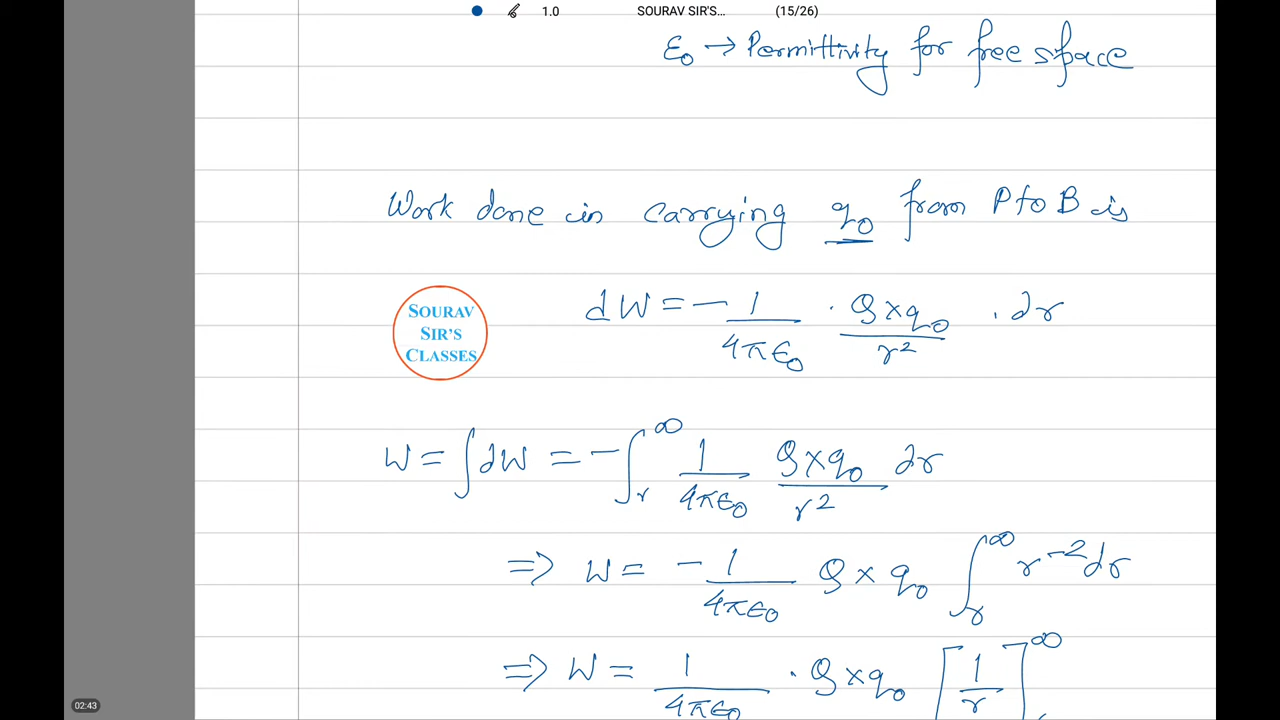 1.0 SOURAV SIR'S... (15/26)
ε₀ → Permittivity for free space
Work done in carrying q₀ from P to B is
dW = - 1/4πε₀ · Q×q₀/r² . dr
SOURAV
SIR'S
CLASSES
W = ∫dW = - ∫_r^∞ 1/4πε₀ Q×q₀/r² dr
⇒ W = - 1/4πε₀ Q × q₀ ∫_r^∞ r⁻² dr
⇒ W = 1/4πε₀ · Q×q₀ [1/r]^∞
02:43